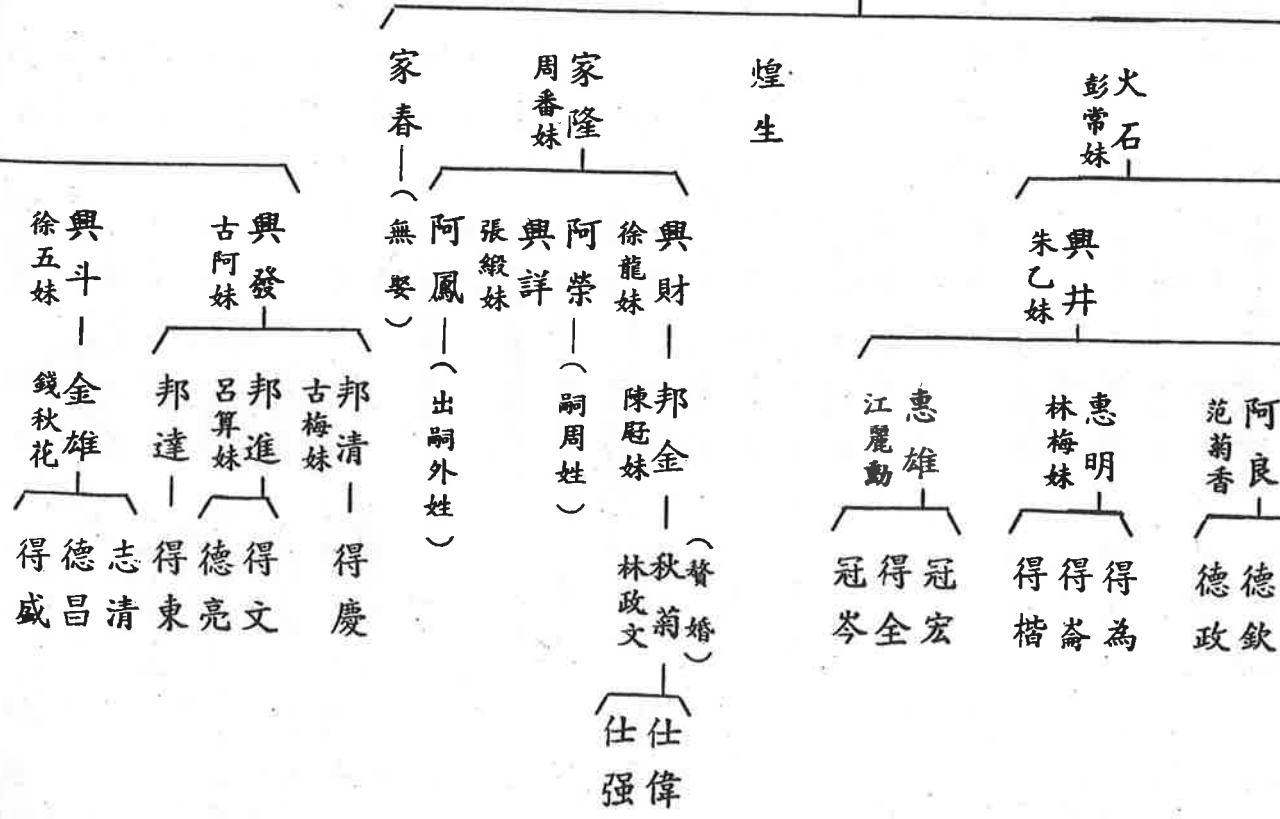 火石
彭常妹
煌生
家隆
周番妹
家春
(無娶)
興井
朱乙妹
興財
徐龍妹
阿榮
(嗣周姓)
興詳
張緞妹
阿鳳
(出嗣外姓)
興發
古阿妹
興斗
徐五妹
阿良
范菊香
惠明
林梅妹
惠雄
江麗勤
邦金
邦清
古梅妹
邦進
呂算妹
邦達
金雄
錢秋花
德欽
德政
得為
得崙
得楷
冠宏
得全
冠岑
(贅婚)
秋菊
林政文
得慶
得文
德亮
得東
志清
德昌
得盛
仕偉
仕强